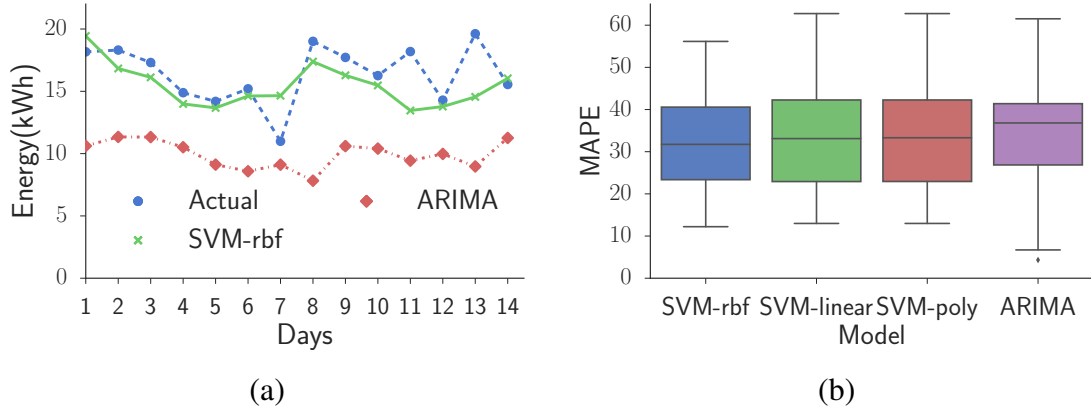 20
15
10
5
0
Energy(kWh)
Actual
ARIMA
SVM-rbf
1 2 3 4 5 6 7 8 9 10 11 12 13 14
Days
(a)
60
50
40
30
20
10
0
MAPE
SVM-rbf SVM-linear SVM-poly ARIMA
Model
(b)